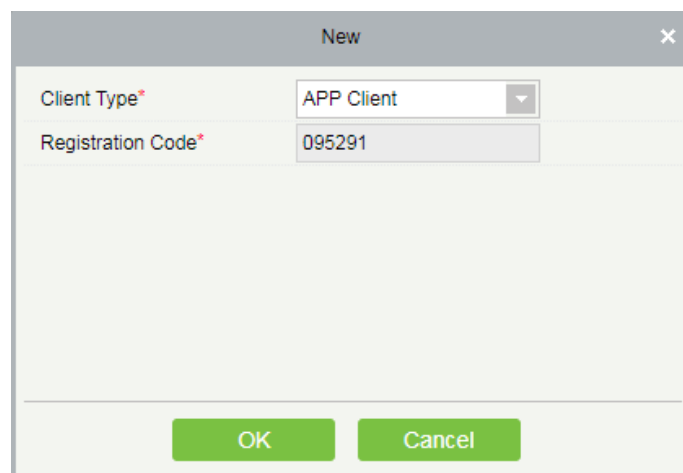 New
Client Type* APP Client
Registration Code* 095291
OK Cancel